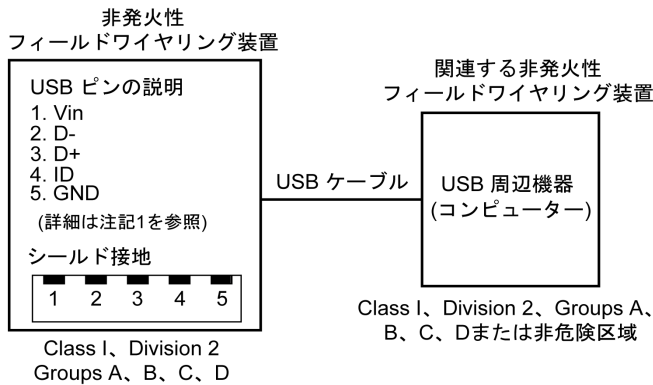 非発火性
フィールドワイヤリング装置
USB ピンの説明
1. Vin
2. D-
3. D+
4. ID
5. GND
(詳細は注記1を参照)
シールド接地
1 2 3 4 5
Class I、Division 2
Groups A、B、C、D
USB ケーブル
関連する非発火性
フィールドワイヤリング装置
USB 周辺機器
(コンピューター)
Class I、Division 2、Groups A、
B、C、Dまたは非危険区域